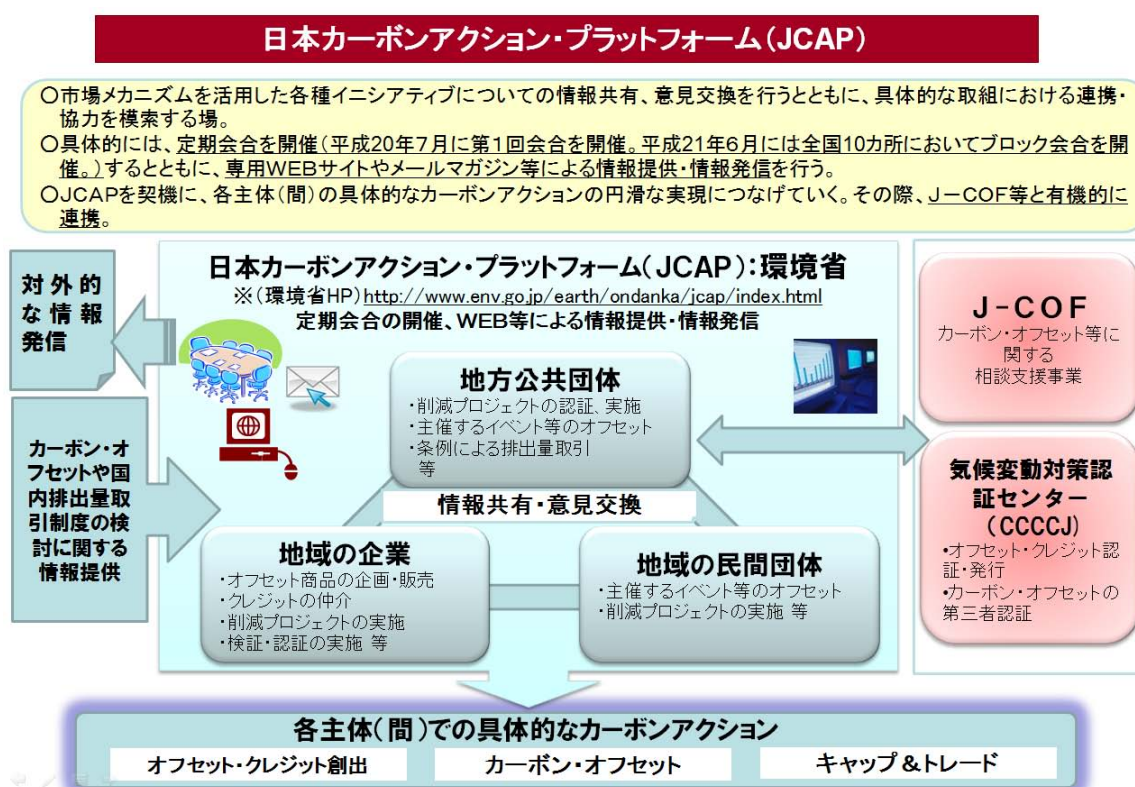 日本カーボンアクション・プラットフォーム（JCAP）
○市場メカニズムを活用した各種イニシアティブについての情報共有、意見交換を行うとともに、具体的な取組における連携・
協力を模索する場。
○具体的には、定期会合を開催（平成20年7月に第1回会合を開催。平成21年6月には全国10カ所においてブロック会合を開
催。）するとともに、専用WEBサイトやメールマガジン等による情報提供・情報発信を行う。
○JCAPを契機に、各主体（間）の具体的なカーボンアクションの円滑な実現につなげていく。その際、J－COF等と有機的に
連携。
対外的
な情報
発信
カーボン・オ
フセットや国
内排出量取
引制度の検
討に関する
情報提供
日本カーボンアクション・プラットフォーム（JCAP）：環境省
※（環境省HP）http://www.env.go.jp/earth/ondanka/jcap/index.html
定期会合の開催、WEB等による情報提供・情報発信
地方公共団体
・削減プロジェクトの認証、実施
・主催するイベント等のオフセット
・条例による排出量取引
等
情報共有・意見交換
地域の企業
・オフセット商品の企画・販売
・クレジットの仲介
・削減プロジェクトの実施
・検証・認証の実施 等
地域の民間団体
・主催するイベント等のオフセット
・削減プロジェクトの実施 等
J－COF
カーボン・オフセット等に
関する
相談支援事業
気候変動対策認
証センター
（CCCCJ）
•オフセット・クレジット認
証・発行
•カーボン・オフセットの
第三者認証
各主体（間）での具体的なカーボンアクション
オフセット・クレジット創出
カーボン・オフセット
キャップ＆トレード